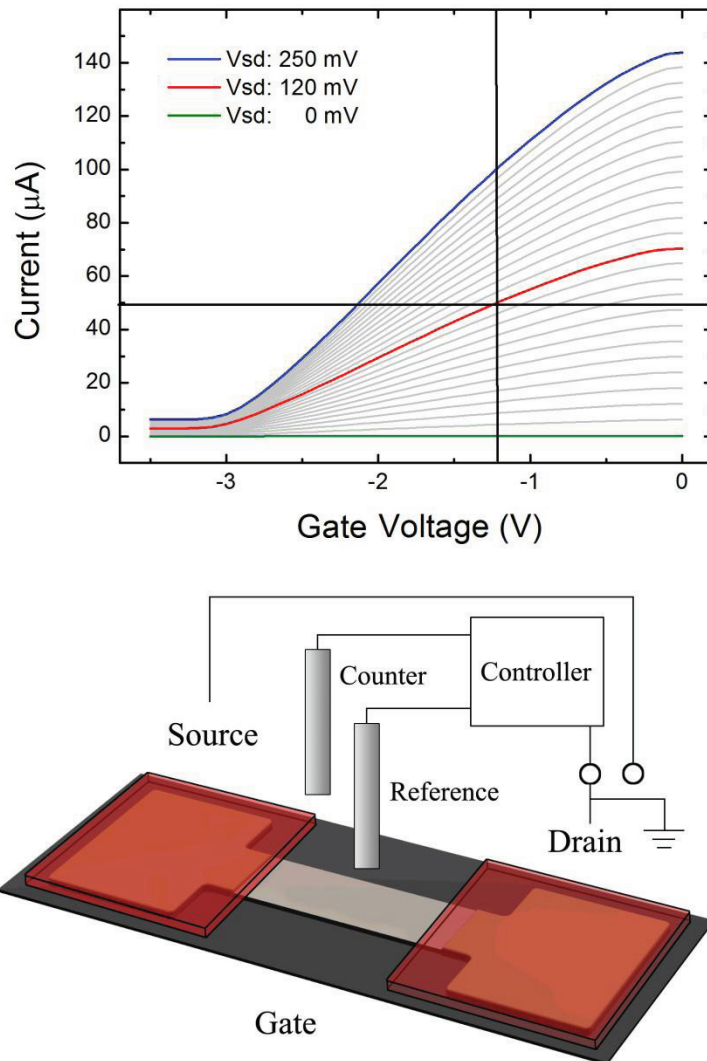 140
120
100
80
60
40
20
0
Current (μA)
Vsd: 250 mV
Vsd: 120 mV
Vsd: 0 mV
-3 -2 -1 0
Gate Voltage (V)
Counter
Controller
Source
Reference
Drain
Gate